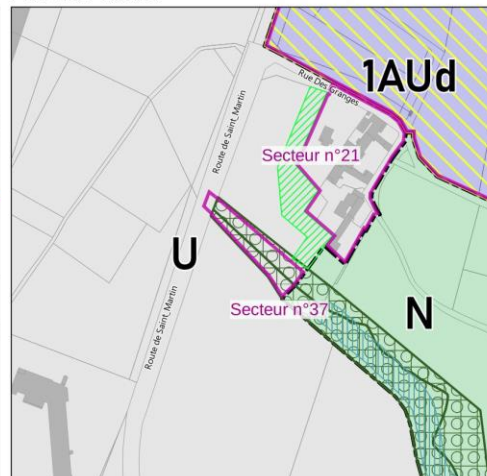 1AUd
Rue Des Granges
Route de Saint_Martin
Secteur n°21
U
Secteur n°37
N
Route de Saint_Martin